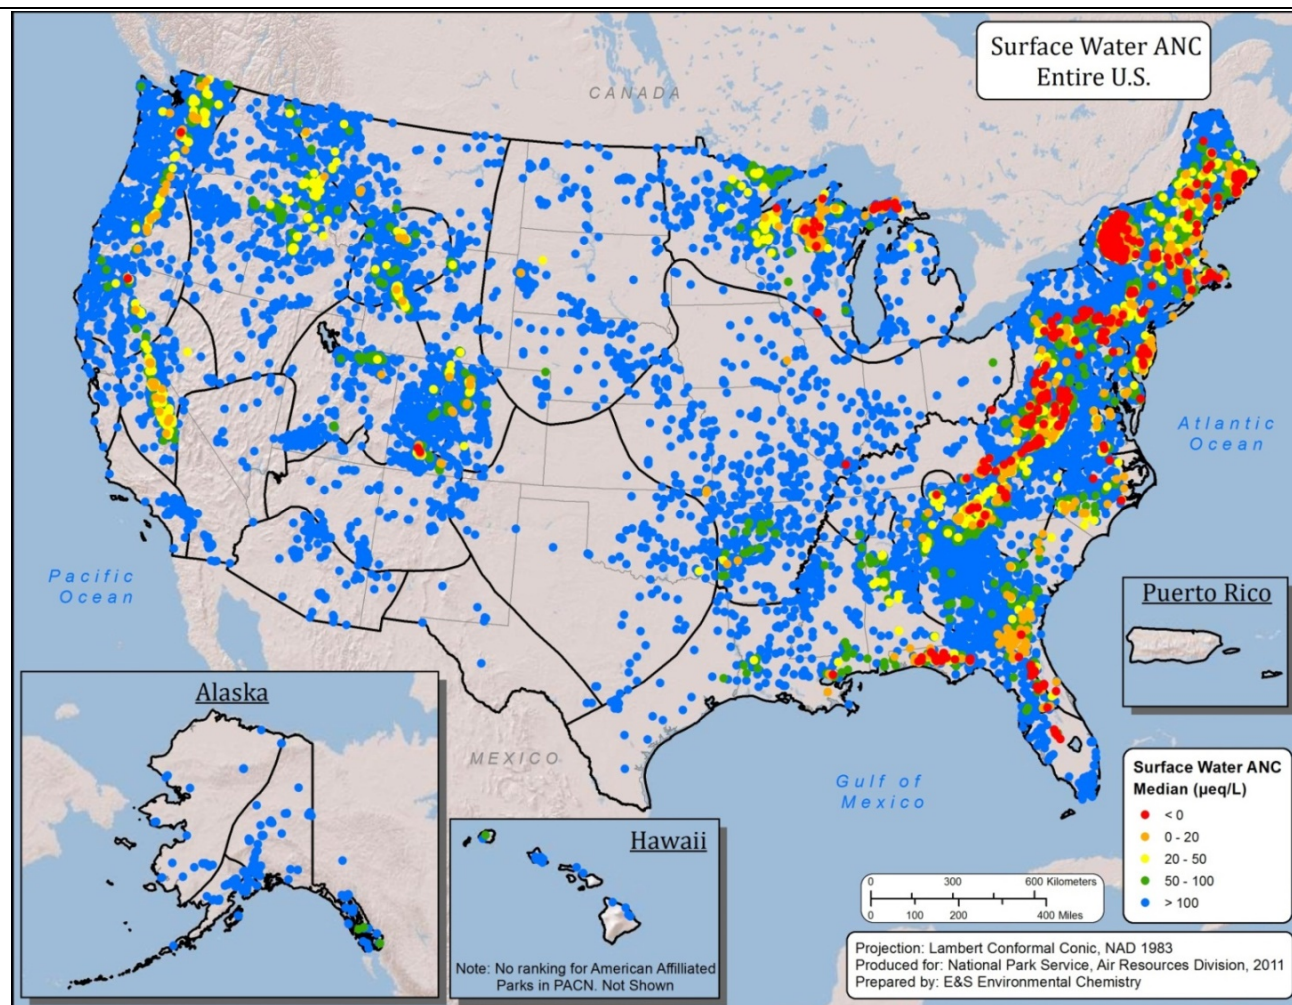 Surface Water ANC
Entire U.S.
CANADA
Atlantic
Ocean
Pacific
Ocean
Puerto Rico
Alaska
MEXICO
Gulf of
Mexico
Surface Water ANC
Median (µeq/L)
< 0
0 - 20
20 - 50
50 - 100
> 100
Hawaii
Note: No ranking for American Affilliated
Parks in PACN. Not Shown
0 300 600 Kilometers
0 100 200 400 Miles
Projection: Lambert Conformal Conic, NAD 1983
Produced for: National Park Service, Air Resources Division, 2011
Prepared by: E&S Environmental Chemistry